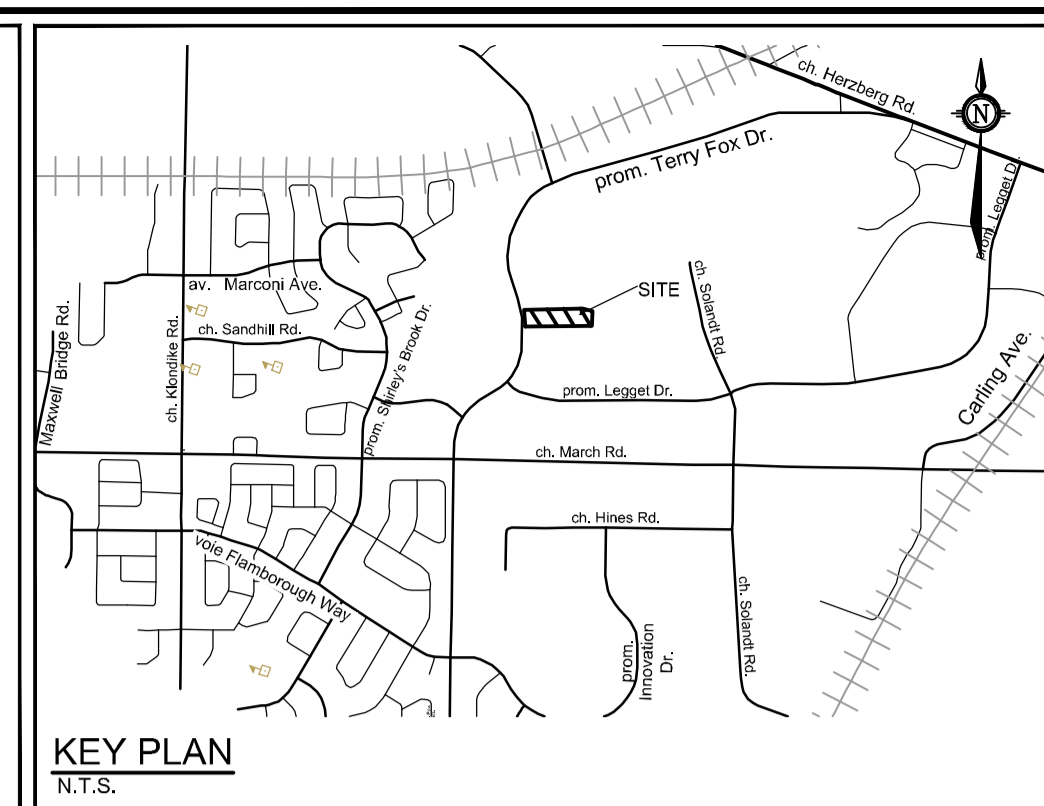 ch. Herzberg Rd.
N
prom. Terry Fox Dr.
prom. Legget Dr.
SITE
ch. Solandt Rd.
av. Marconi Ave.
ch. Sandhill Rd.
ch. Klondike Rd.
Maxwell Bridge Rd.
prom. Shirley's Brook Dr.
prom. Legget Dr.
Carling Ave.
ch. March Rd.
ch. Hines Rd.
voie Flamborough Way
prom.
Innovation
Dr.
ch. Solandt Rd.
KEY PLAN
N.T.S.